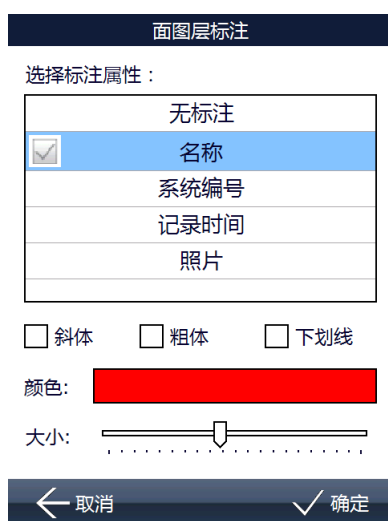 面图层标注
选择标注属性：
无标注
名称
系统编号
记录时间
照片
斜体 粗体 下划线
颜色:
大小:
取消 确定